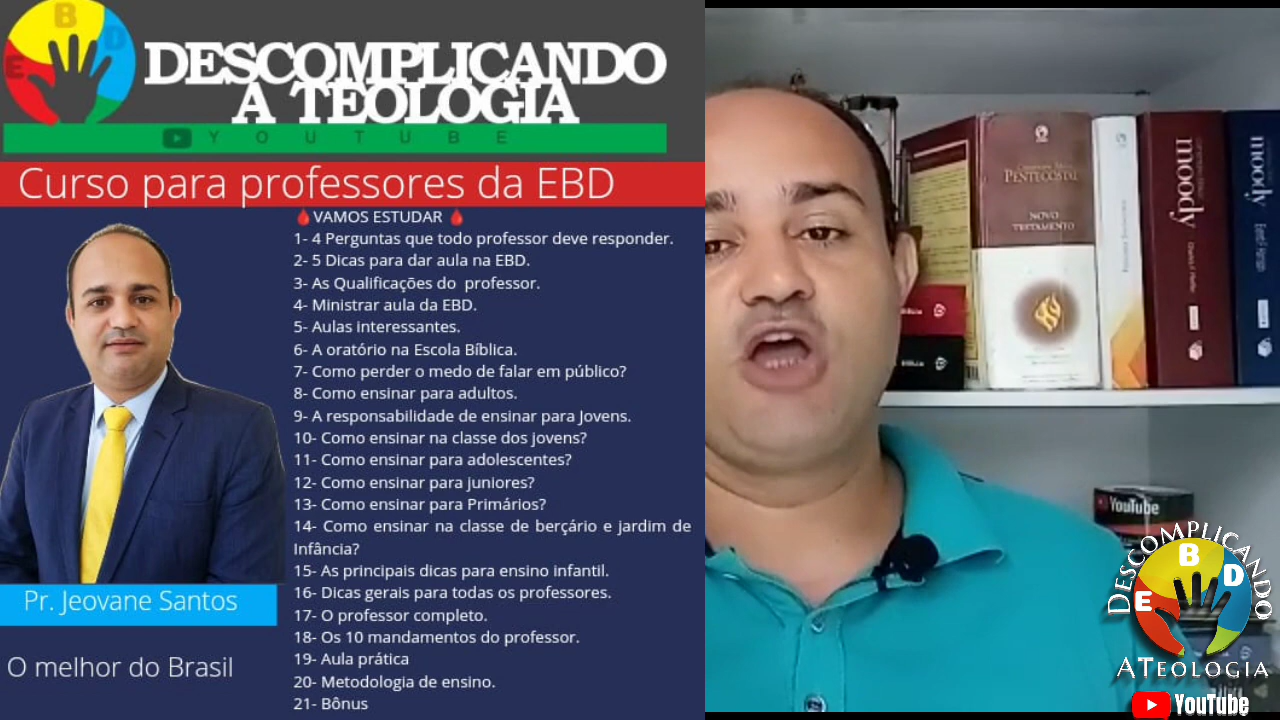 E B D
DESCOMPLICANDO
A TEOLOGIA
YOUTUBE
Curso para professores da EBD
VAMOS ESTUDAR
1- 4 Perguntas que todo professor deve responder.
2- 5 Dicas para dar aula na EBD.
3- As Qualificações do professor.
4- Ministrar aula da EBD.
5- Aulas interessantes.
6- A oratório na Escola Bíblica.
7- Como perder o medo de falar em público?
8- Como ensinar para adultos.
9- A responsabilidade de ensinar para Jovens.
10- Como ensinar na classe dos jovens?
11- Como ensinar para adolescentes?
12- Como ensinar para juniores?
13- Como ensinar para Primários?
14- Como ensinar na classe de berçário e jardim de
Infância?
15- As principais dicas para ensino infantil.
16- Dicas gerais para todas os professores.
17- O professor completo.
18- Os 10 mandamentos do professor.
19- Aula prática
20- Metodologia de ensino.
21- Bônus
Pr. Jeovane Santos
O melhor do Brasil
PENTECOSTAL
NOVO
TESTAMENTO
moody
moody
BÍBLIA
BÍBLIA
YouTube
DESCOMPLICANDO
E B D
A TEOLOGIA
YouTube